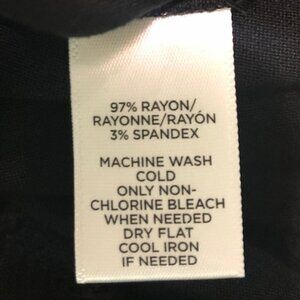 97% RAYON/
RAYONNE/RAYÓN
3% SPANDEX
MACHINE WASH
COLD
ONLY NON-
CHLORINE BLEACH
WHEN NEEDED
DRY FLAT
COOL IRON
IF NEEDED